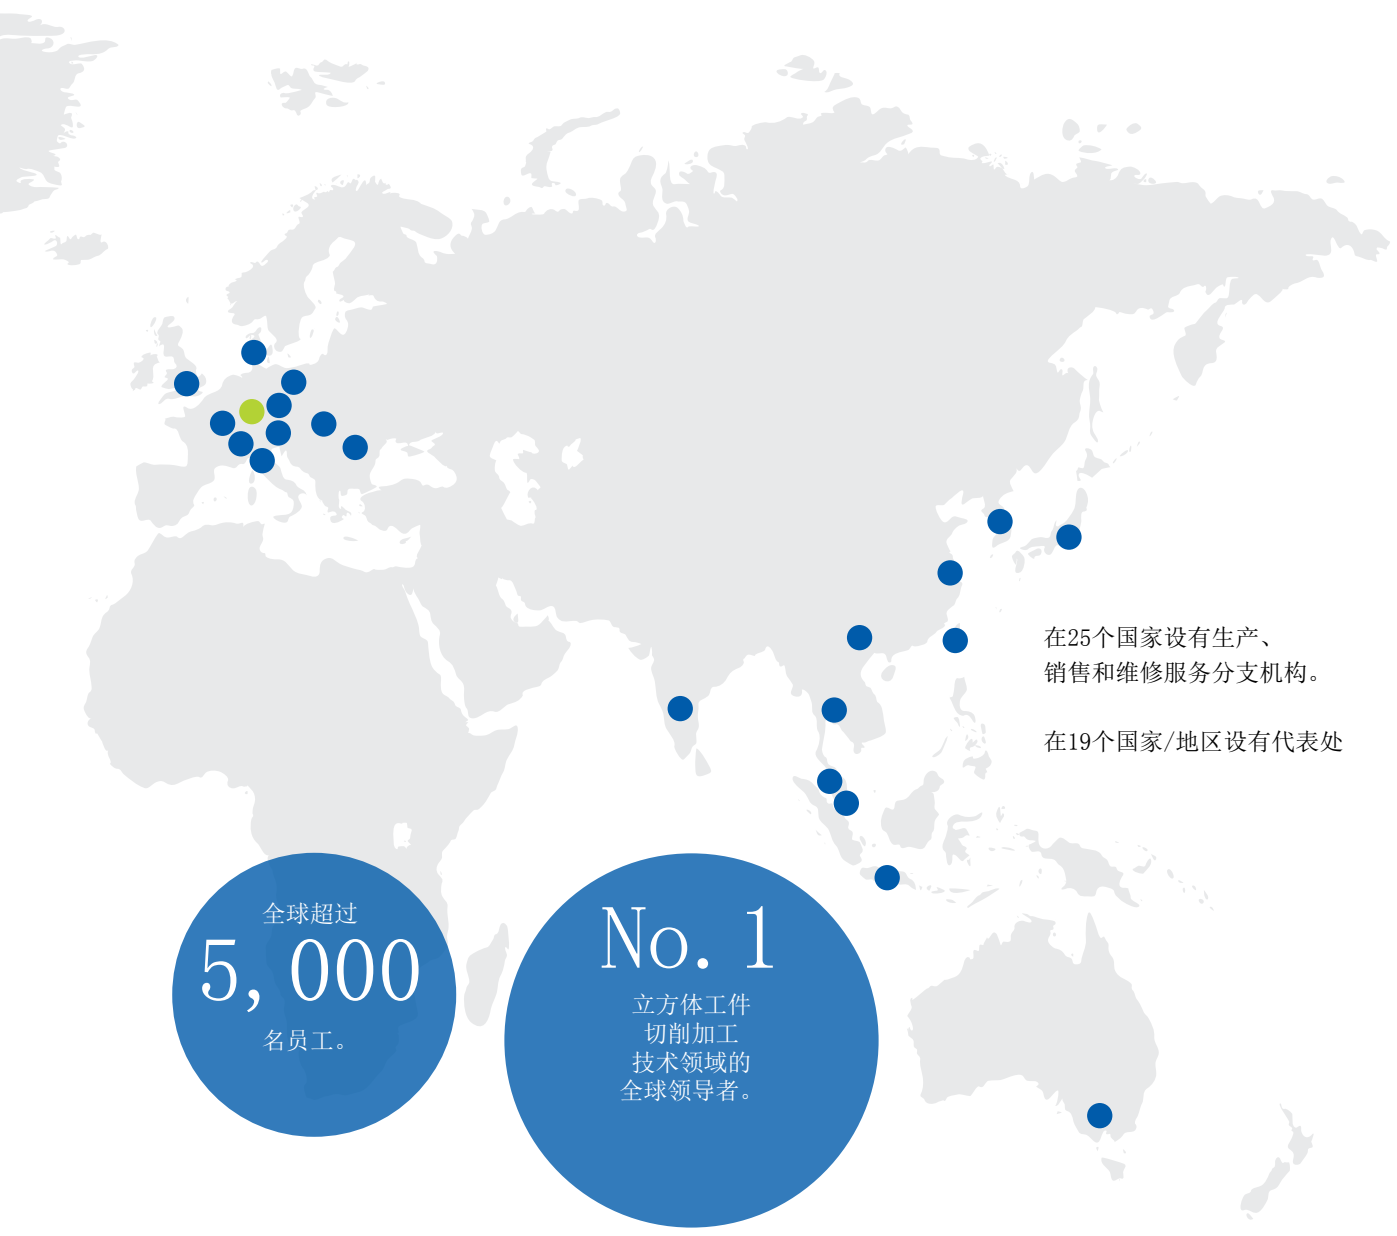 在25个国家设有生产、
销售和维修服务分支机构。
在19个国家/地区设有代表处
全球超过
5,000
名员工。
No.1
立方体工件
切削加工
技术领域的
全球领导者。